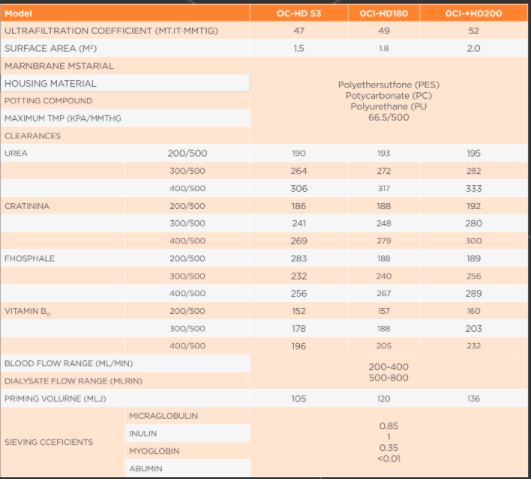 Model OC-HD 53 0CI-HD180 0CI-+HD200
ULTRAFILTRATION COEFFICIENT (MT.IT·MMTIG) 47 49 52
SURFACE AREA (M²) 1.5 1.8 2.0
MARNBRANE MSTARIAL
HOUSING MATERIAL
POTTING COMPOUND
MAXIMUM TMP (KPA/MMTHG
Polyethersutfone (PES)
Potycarbonate (PC)
Polyurethane (PU
66.5/500
CLEARANCES
UREA 200/500 190 193 195
300/500 264 272 282
400/500 306 317 333
CRATININA 200/500 186 188 192
300/500 241 248 280
400/500 269 279 300
FHOSPHALE 200/500 283 188 189
300/500 232 240 256
400/500 256 267 289
VITAMIN B₁₂ 200/500 152 157 160
300/500 178 188 203
400/500 196 205 232
BLOOD FLOW RANGE (ML/MIN) 200-400
DIALYSATE FLOW RANGE (MLRIN) 500-800
PRIMING VOLURNE (MLJ) 105 120 136
SIEVING CCEFICIENTS
MICRAGLOBULIN 0.85
INULIN 1
MYOGLOBIN 0.35
ABUMIN <0.01